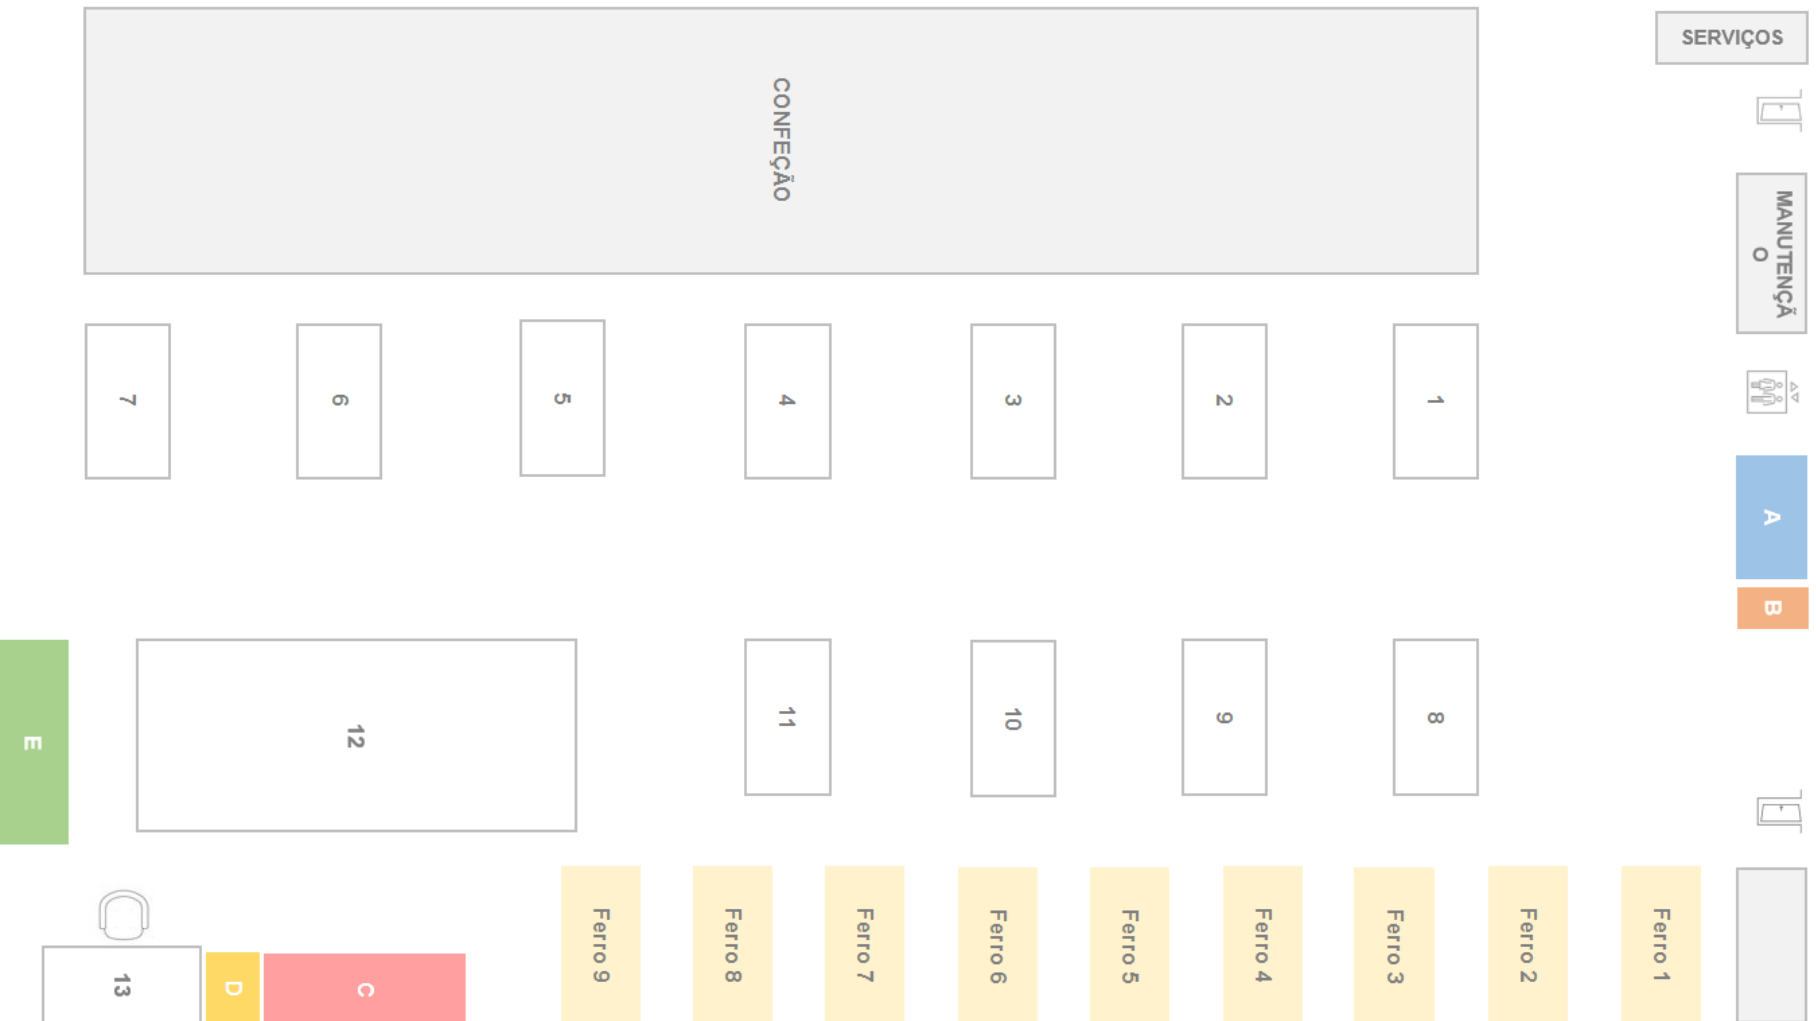 SERVIÇOS
CONFEÇÃO
MANUTENÇÃ
O
7
6
5
4
3
2
1
A
B
E
12
11
10
9
8
13
D
C
Ferro 9
Ferro 8
Ferro 7
Ferro 6
Ferro 5
Ferro 4
Ferro 3
Ferro 2
Ferro 1